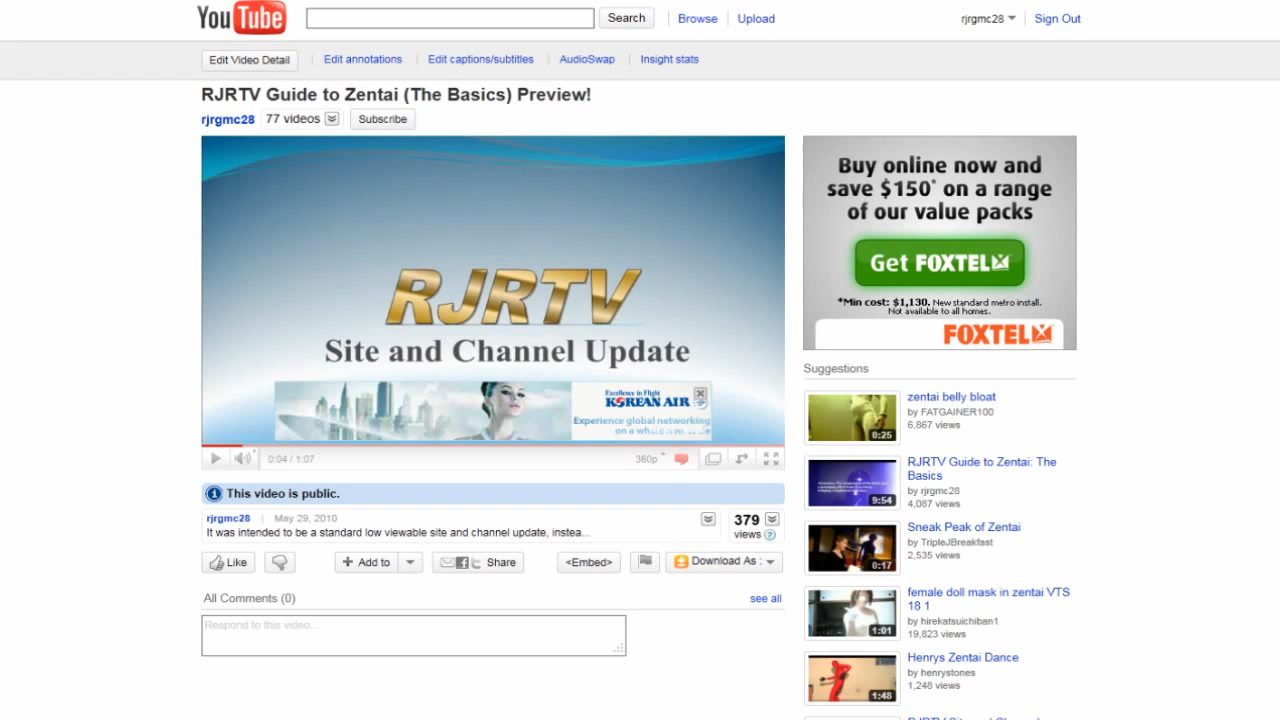 YouTube
Search
Browse
Upload
rjrgmc28
Sign Out
Edit Video Detail
Edit annotations
Edit captions/subtitles
AudioSwap
Insight stats
RJRTV Guide to Zentai (The Basics) Preview!
rjrgmc28 77 videos
Subscribe
RJRTV
Site and Channel Update
Excellence in Flight
KOREAN AIR
Experience global networking
on a whole
0:04 / 1:07
360p
This video is public.
rjrgmc28 | May 29, 2010
It was intended to be a standard low viewable site and channel update, instea...
379
views
Like
Add to
Share
<Embed>
Download As :
All Comments (0)
see all
Respond to this video...
Buy online now and
save $150* on a range
of our value packs
Get FOXTEL
*Min cost: $1,130. New standard metro install.
Not available to all homes.
FOXTEL
Suggestions
zentai belly bloat
by FATGAINER100
6,867 views
0:25
RJRTV Guide to Zentai: The
Basics
by rjrgmc28
4,087 views
9:54
Sneak Peak of Zentai
by TripleJBreakfast
2,535 views
0:17
female doll mask in zentai VTS
18 1
by hirekatsuichiban1
19,823 views
1:01
Henrys Zentai Dance
by henrystones
1,248 views
1:48